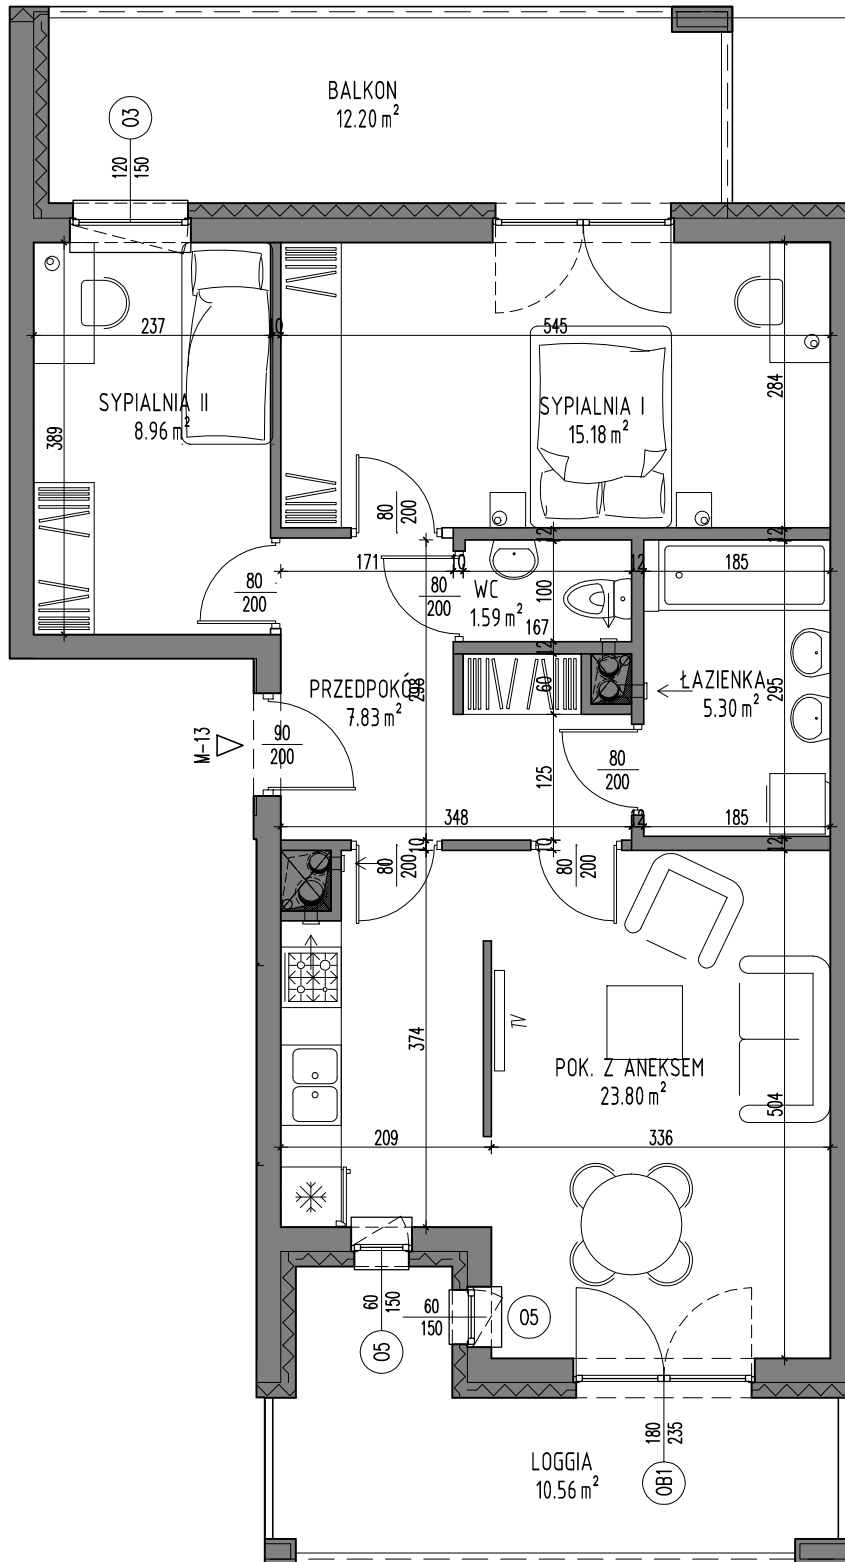 BALKON
12.20 m²
O3
120
150
237
10
545
284
SYPIALNIA II
8.96 m²
389
SYPIALNIA I
15.18 m²
80
200
12
12
171
10
12
185
80
200
80
200
WC
1.59 m²
100
167
12
PRZEDPOKÓJ
7.83 m²
298
60
ŁAZIENKA
5.30 m²
295
M-13
90
200
80
200
125
348
12
185
10
10
12
80
200
80
200
374
TV
POK. Z ANEKSEM
23.80 m²
504
209
336
60
150
O5
60
150
O5
180
235
OB1
LOGGIA
10.56 m²